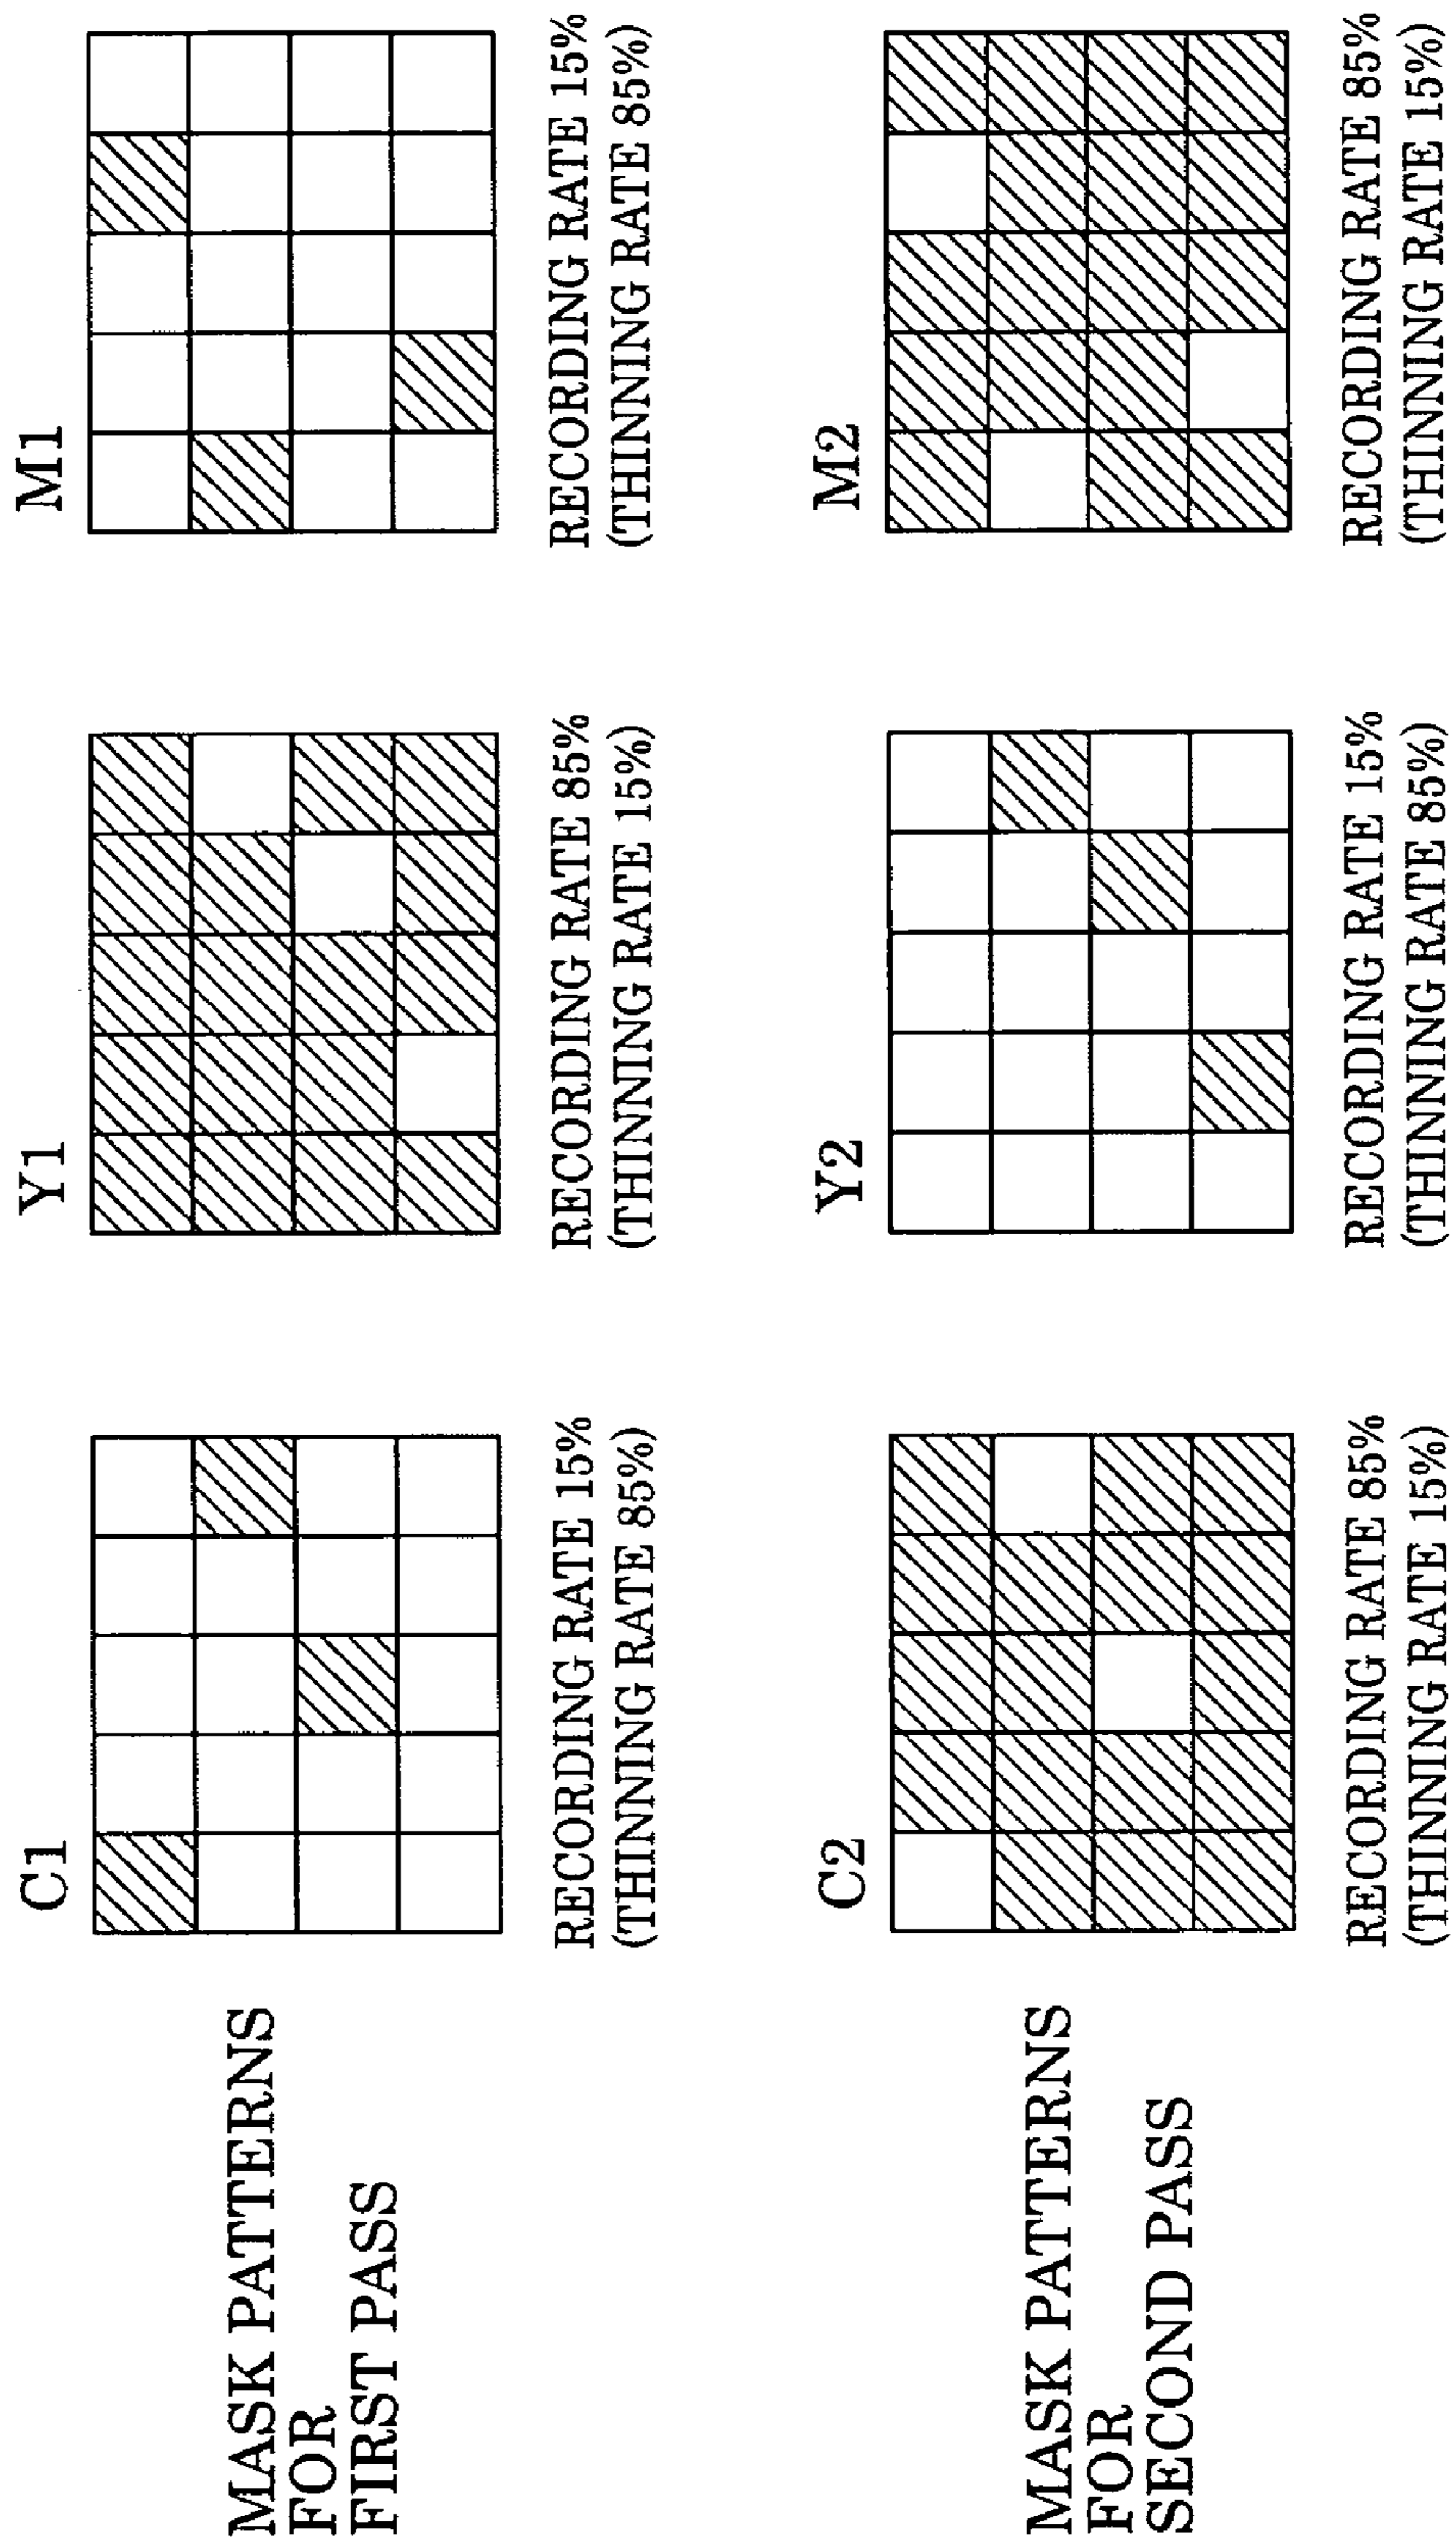 MASK PATTERNS
FOR
FIRST PASS
C1
RECORDING RATE 15%
(THINNING RATE 85%)
Y1
RECORDING RATE 85%
(THINNING RATE 15%)
M1
RECORDING RATE 15%
(THINNING RATE 85%)
MASK PATTERNS
FOR
SECOND PASS
C2
RECORDING RATE 85%
(THINNING RATE 15%)
Y2
RECORDING RATE 15%
(THINNING RATE 85%)
M2
RECORDING RATE 85%
(THINNING RATE 15%)